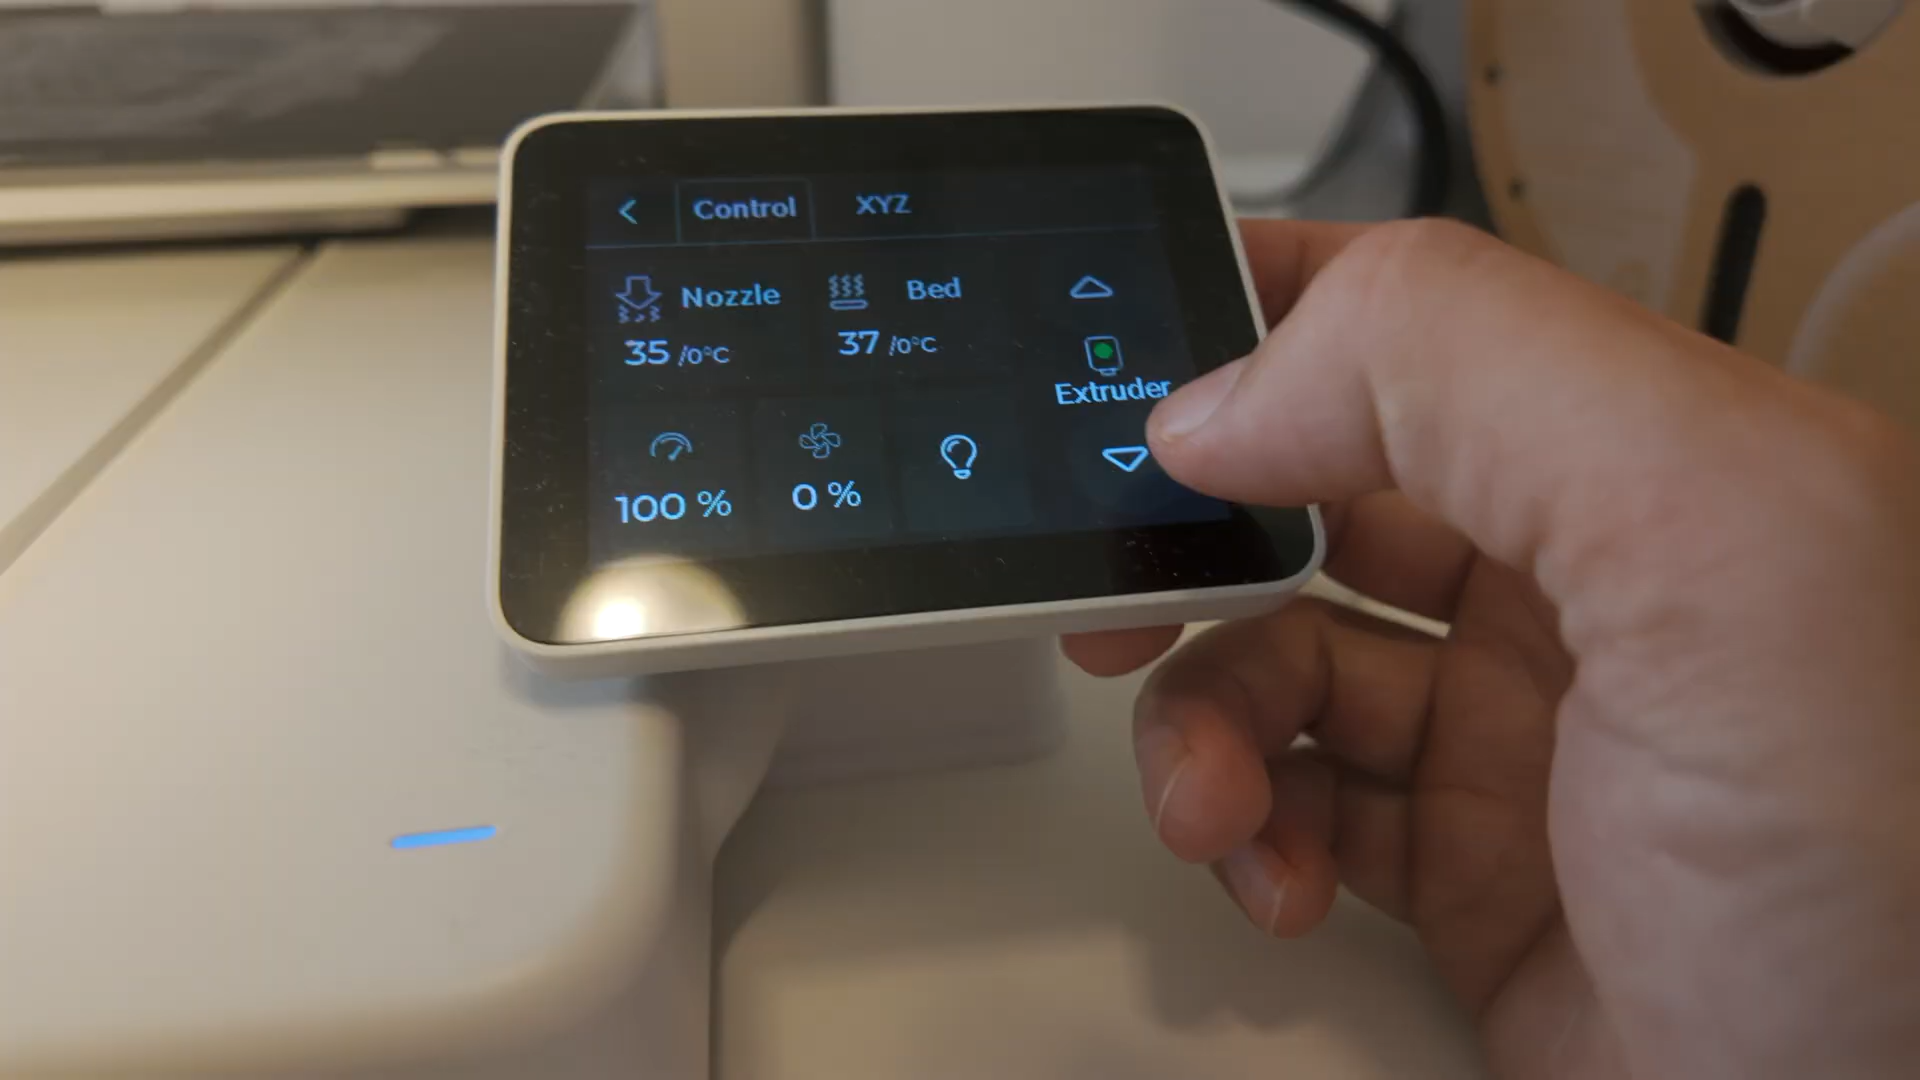 Control XYZ
Nozzle Bed
35 /0°C 37 /0°C
Extruder
100 % 0 %